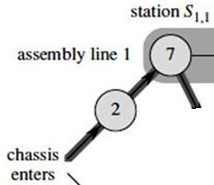 station S1,1
assembly line 1
7
2
chassis
enters